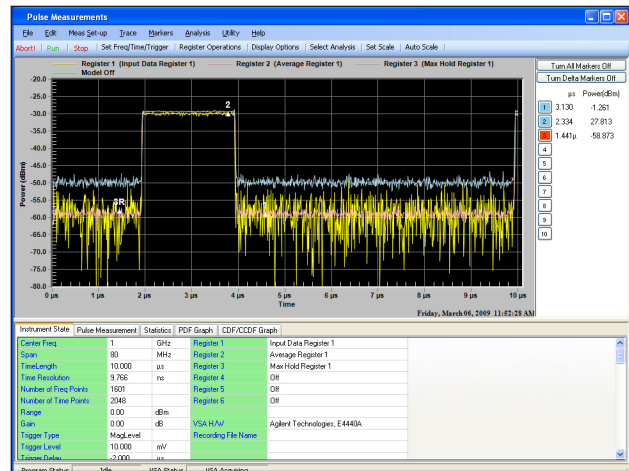 Pulse Measurements
File Edit Meas Set-up Trace Markers Analysis Utility Help
Abort! Run Stop Set Freq/Time/Trigger Register Operations Display Options Select Analysis Set Scale Auto Scale
Register 1 (Input Data Register 1) Register 2 (Average Register 1) Register 3 (Max Hold Register 1)
Model Off
Turn All Markers Off
Turn Delta Markers Off
µs Power(dBm)
1 3.130 -1.261
2 2.334 27.813
3 1.441µ -58.873
4
5
6
7
8
9
10
Power (dBm)
-20.0
-25.0
-30.0
-35.0
-40.0
-45.0
-50.0
-55.0
-60.0
-65.0
-70.0
-75.0
-80.0
2
3R
1
0 µs 1 µs 2 µs 3 µs 4 µs 5 µs 6 µs 7 µs 8 µs 9 µs 10 µs
Time
Friday, March 06, 2009 11:52:28 AM
Instrument State Pulse Measurement Statistics PDF Graph CDF/CCDF Graph
Center Freq. 1 GHz Register 1 Input Data Register 1
Span 80 MHz Register 2 Average Register 1
TimeLength 10.000 µs Register 3 Max Hold Register 1
Time Resolution 9.766 ns Register 4 Off
Number of Freq Points 1601 Register 5 Off
Number of Time Points 2048 Register 6 Off
Range 0.00 dBm
Gain 0.00 dB VSA H/W Agilent Technologies, E4440A
Trigger Type MagLevel Recording File Name
Trigger Level 10.000 mV
Trigger Delay -2.000 µs
Program Status Idle VSA Status VSA Acquiring